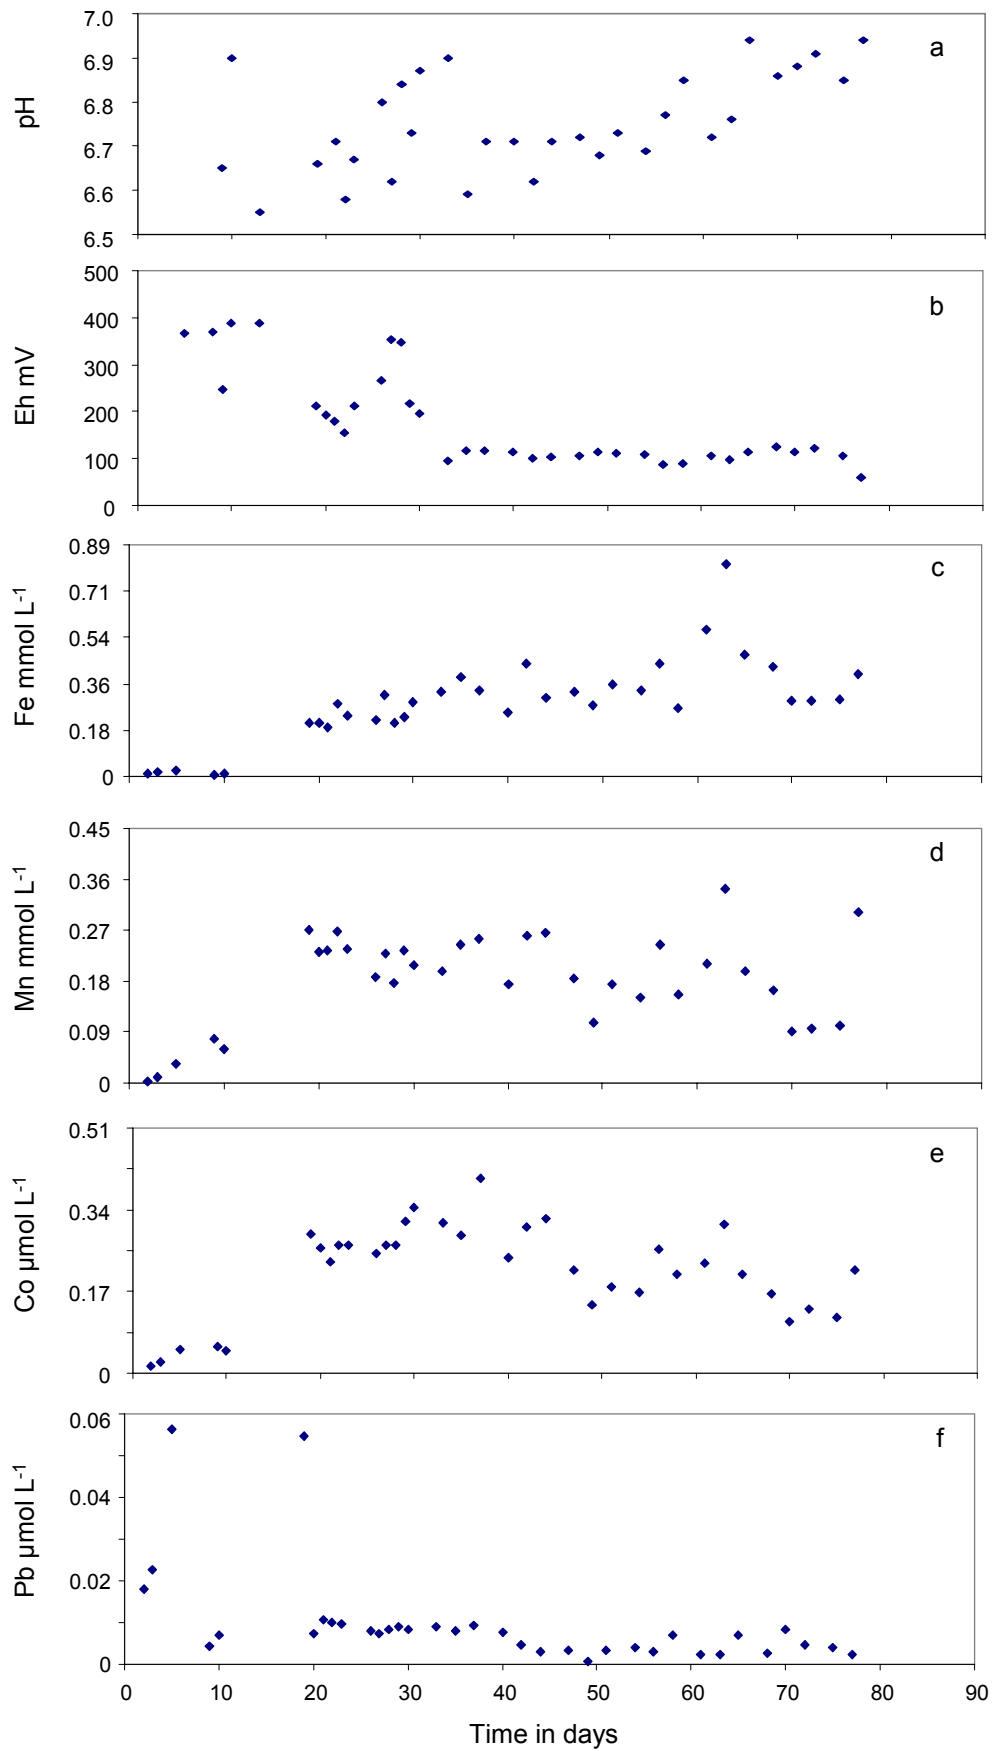 7.0
a
6.9
6.8
pH
6.7
6.6
6.5
500
b
400
300
Eh mV
200
100
0
0.89
c
0.71
0.54
Fe mmol L⁻¹
0.36
0.18
0
0.45
d
0.36
0.27
Mn mmol L⁻¹
0.18
0.09
0
0.51
e
0.34
Co µmol L⁻¹
0.17
0
0.06
f
0.04
Pb µmol L⁻¹
0.02
0
0 10 20 30 40 50 60 70 80 90
Time in days